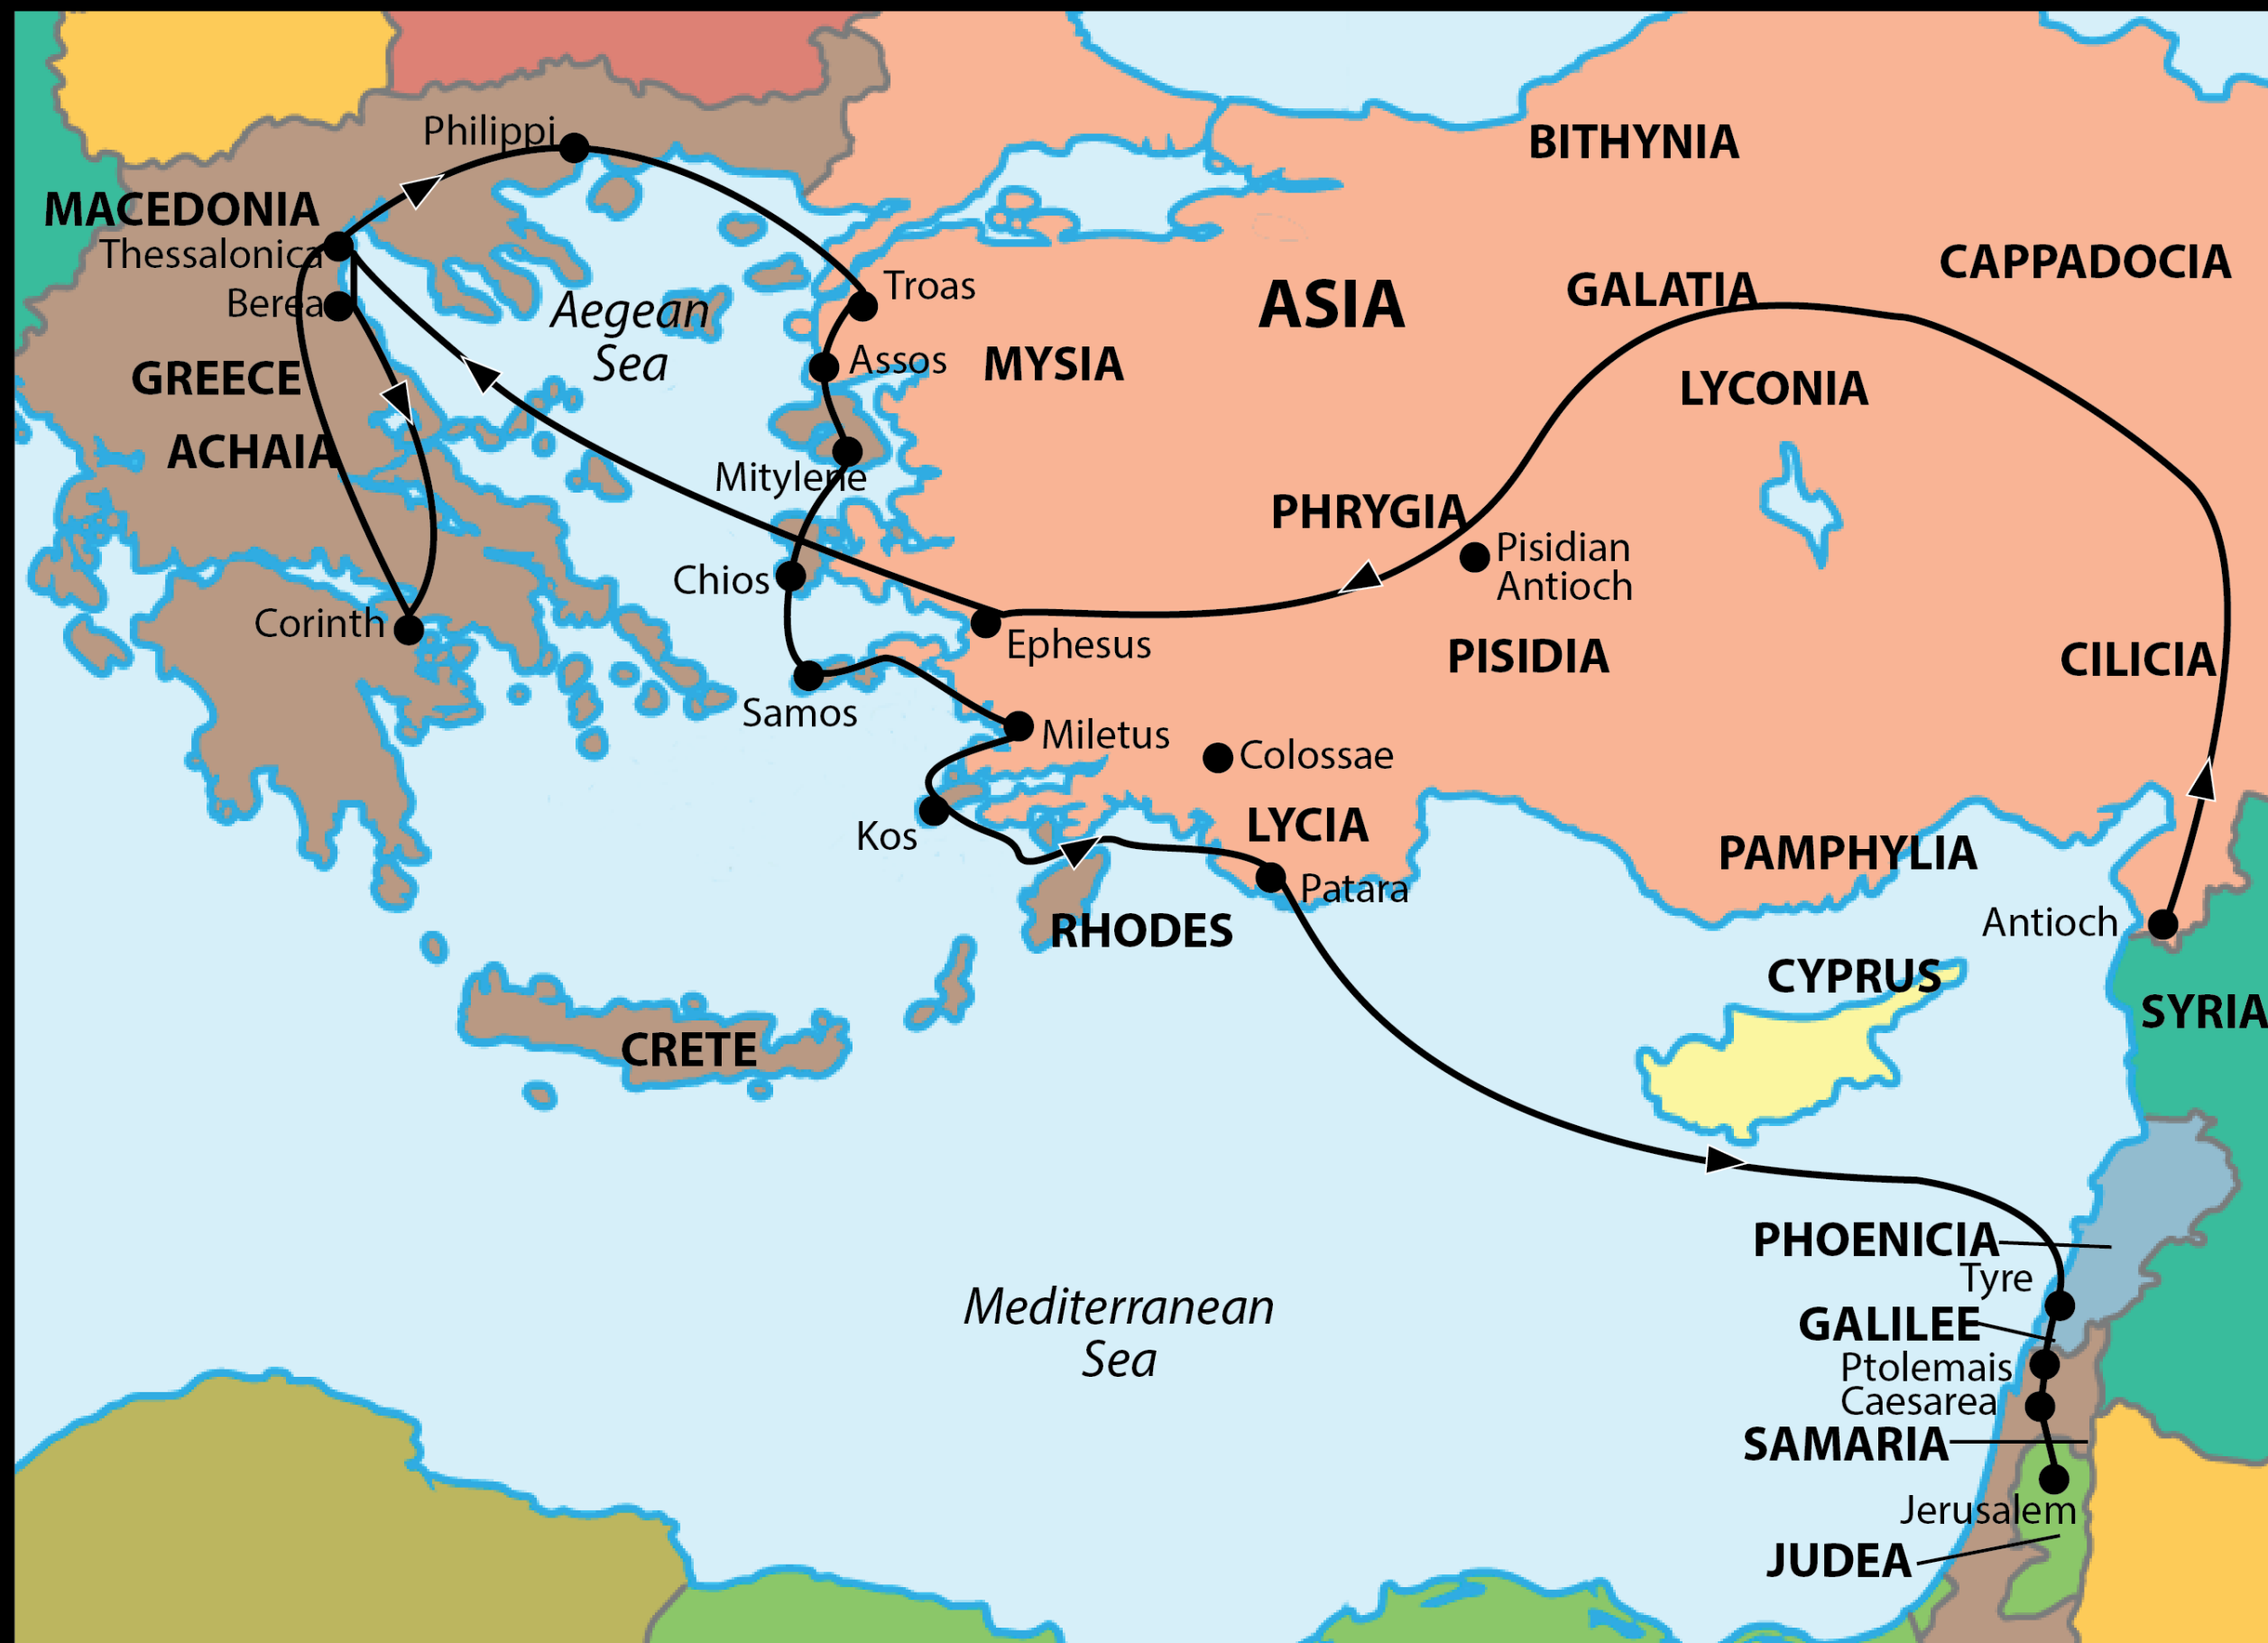 Philippi
BITHYNIA
MACEDONIA
Thessalonica
Berea
CAPPADOCIA
GALATIA
Troas
ASIA
Aegean
Sea
Assos
MYSIA
GREECE
LYCONIA
ACHAIA
Mitylene
PHRYGIA
Pisidian
Antioch
Chios
Corinth
Ephesus
PISIDIA
CILICIA
Samos
Miletus
Colossae
Kos
LYCIA
PAMPHYLIA
Patara
RHODES
Antioch
CYPRUS
SYRIA
CRETE
PHOENICIA
Tyre
Mediterranean
Sea
GALILEE
Ptolemais
Caesarea
SAMARIA
Jerusalem
JUDEA